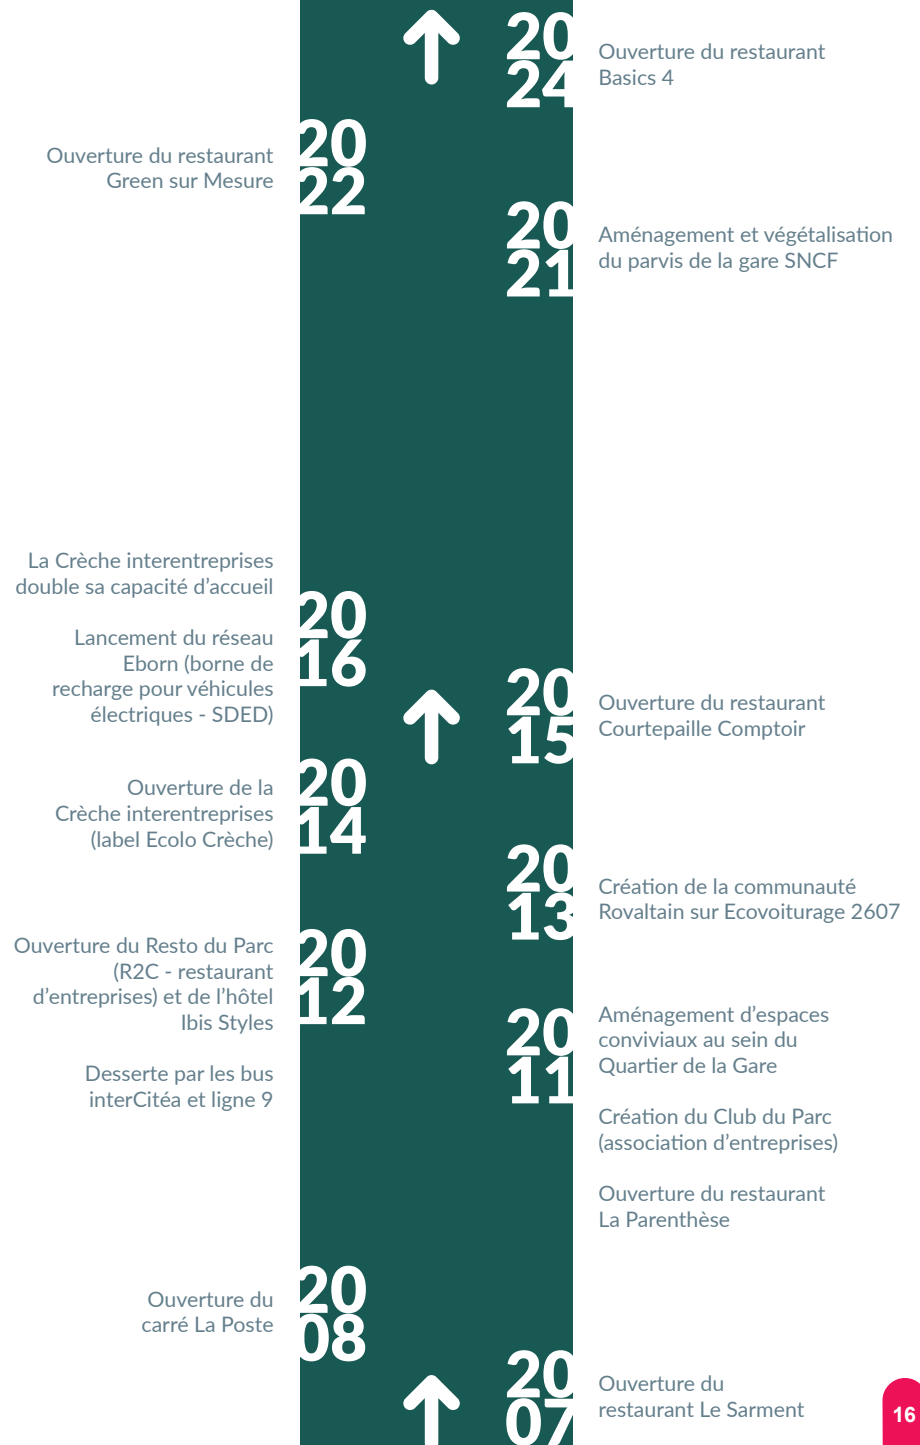 20
24
Ouverture du restaurant
Basics 4
Ouverture du restaurant
Green sur Mesure
20
22
20
21
Aménagement et végétalisation
du parvis de la gare SNCF
La Crèche interentreprises
double sa capacité d’accueil
Lancement du réseau
Eborn (borne de
recharge pour véhicules
électriques - SDED)
20
16
20
15
Ouverture du restaurant
Courtepaille Comptoir
Ouverture de la
Crèche interentreprises
(label Ecolo Crèche)
20
14
20
13
Création de la communauté
Rovaltain sur Ecovoiturage 2607
Ouverture du Resto du Parc
(R2C - restaurant
d’entreprises) et de l’hôtel
Ibis Styles
Desserte par les bus
interCitéa et ligne 9
20
12
20
11
Aménagement d’espaces
conviviaux au sein du
Quartier de la Gare
Création du Club du Parc
(association d’entreprises)
Ouverture du restaurant
La Parenthèse
Ouverture du
carré La Poste
20
08
20
07
Ouverture du
restaurant Le Sarment
16